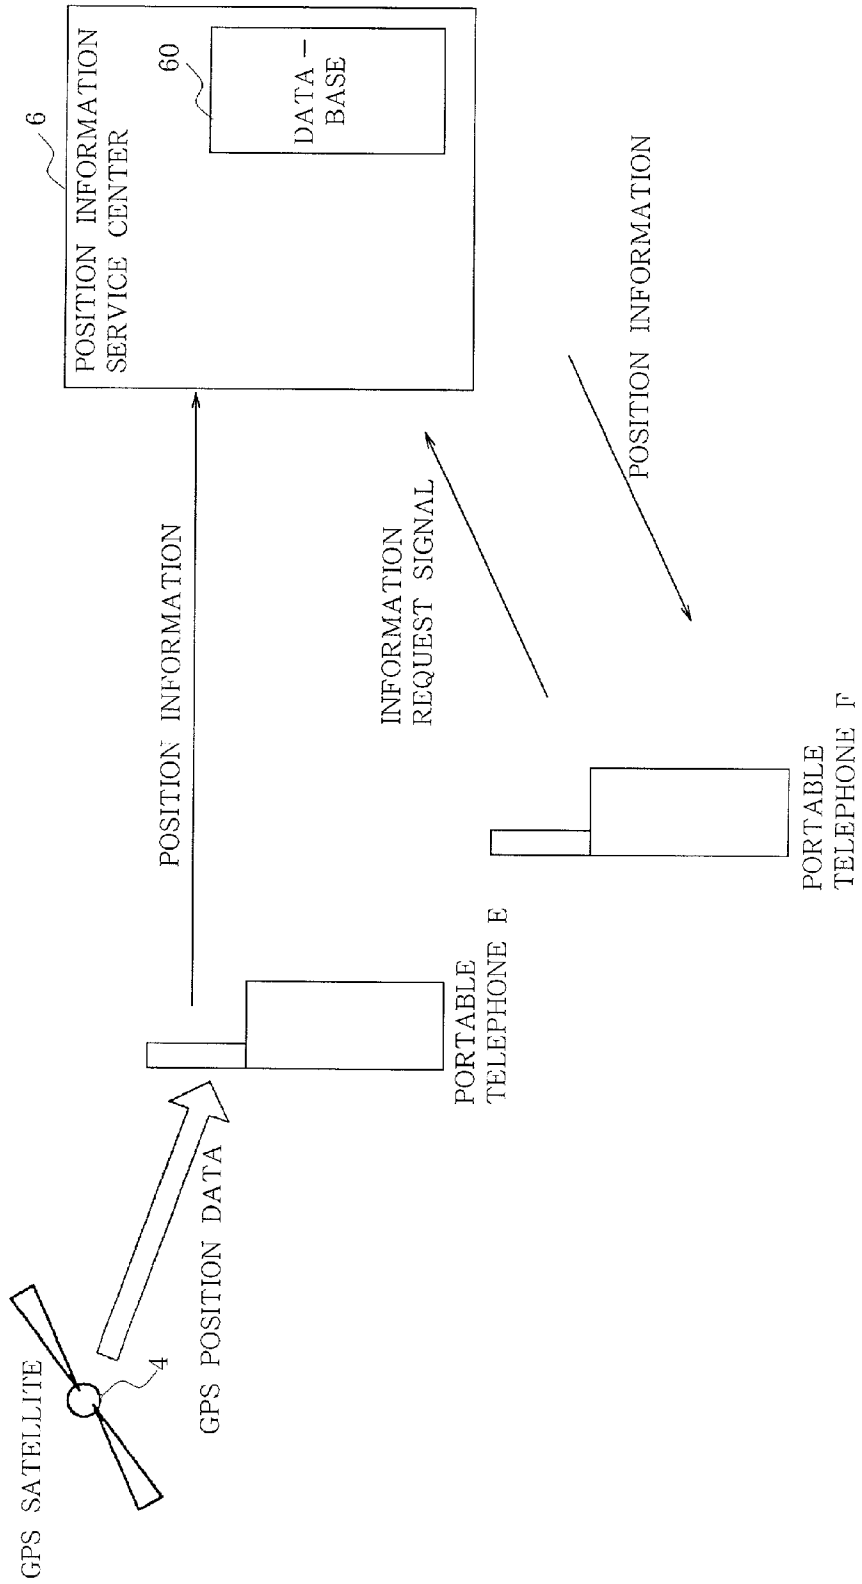 GPS SATELLITE
4
GPS POSITION DATA
PORTABLE
TELEPHONE E
POSITION INFORMATION
6
POSITION INFORMATION
SERVICE CENTER
60
DATA-
BASE
INFORMATION
REQUEST SIGNAL
POSITION INFORMATION
PORTABLE
TELEPHONE F